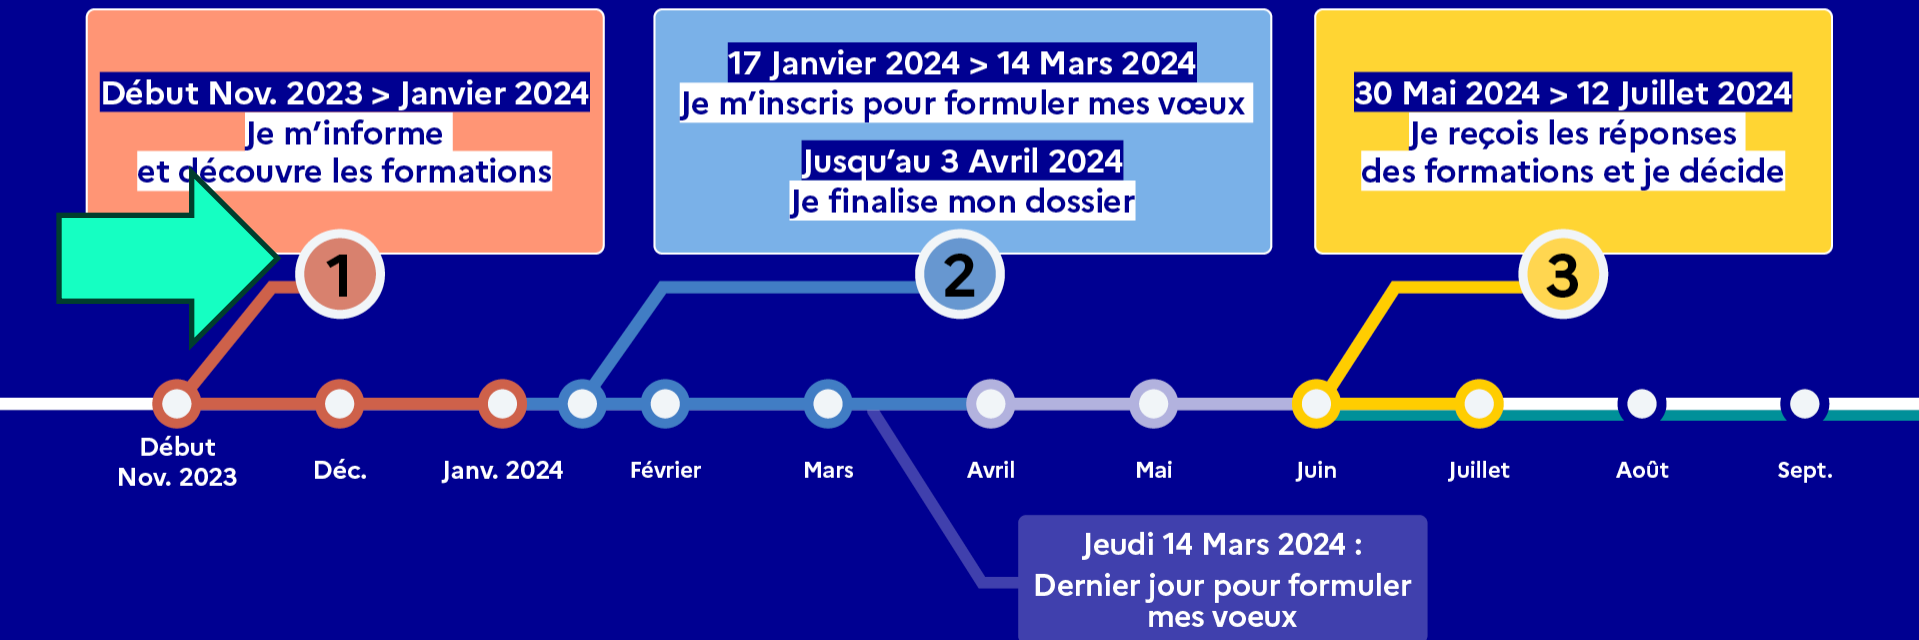 Début Nov. 2023 > Janvier 2024
Je m’informe
et découvre les formations
1
17 Janvier 2024 > 14 Mars 2024
Je m’inscris pour formuler mes vœux
Jusqu’au 3 Avril 2024
Je finalise mon dossier
2
30 Mai 2024 > 12 Juillet 2024
Je reçois les réponses
des formations et je décide
3
Début
Nov. 2023
Déc.
Janv. 2024
Février
Mars
Avril
Mai
Juin
Juillet
Août
Sept.
Jeudi 14 Mars 2024 :
Dernier jour pour formuler
mes voeux